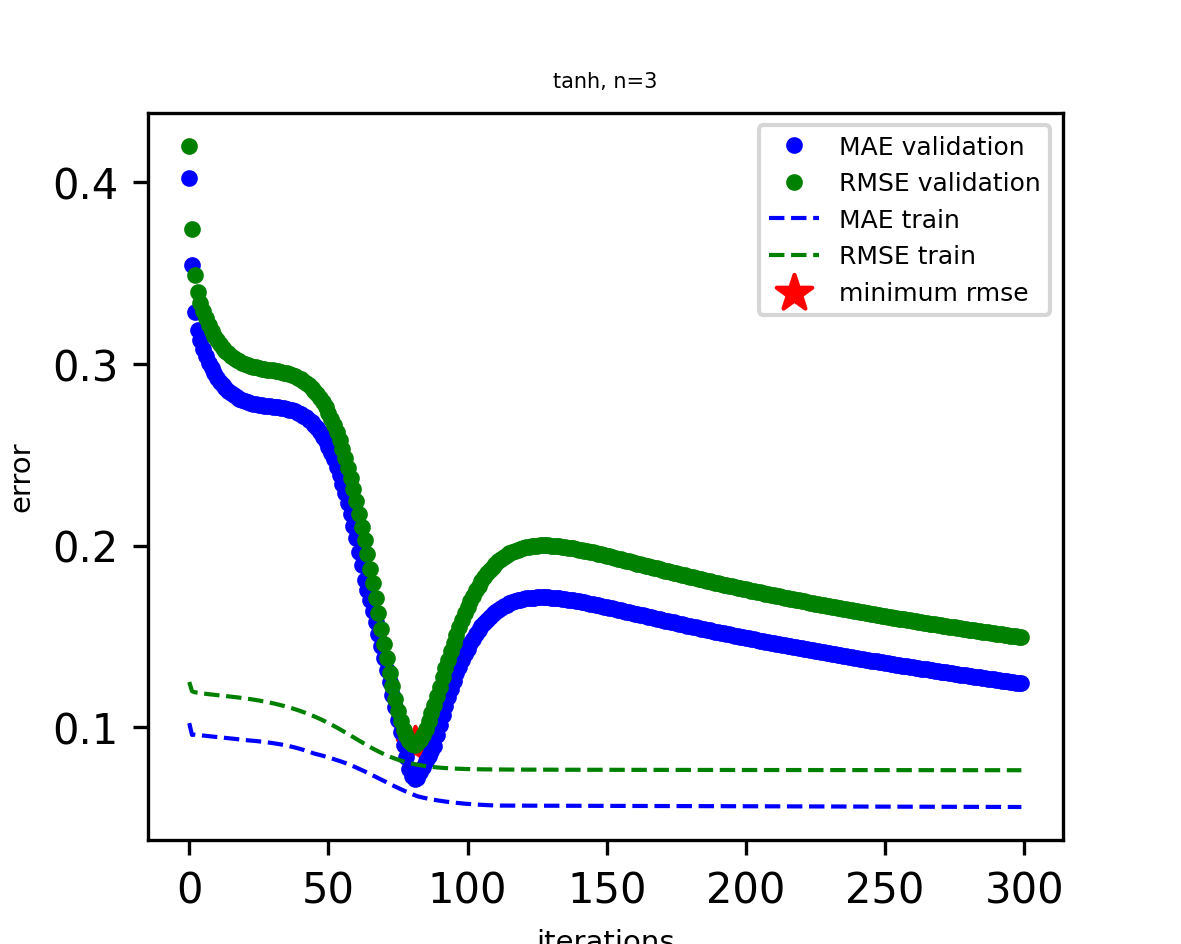 tanh, n=3
MAE validation
RMSE validation
MAE train
RMSE train
minimum rmse
error
0.4
0.3
0.2
0.1
0 50 100 150 200 250 300
iterations